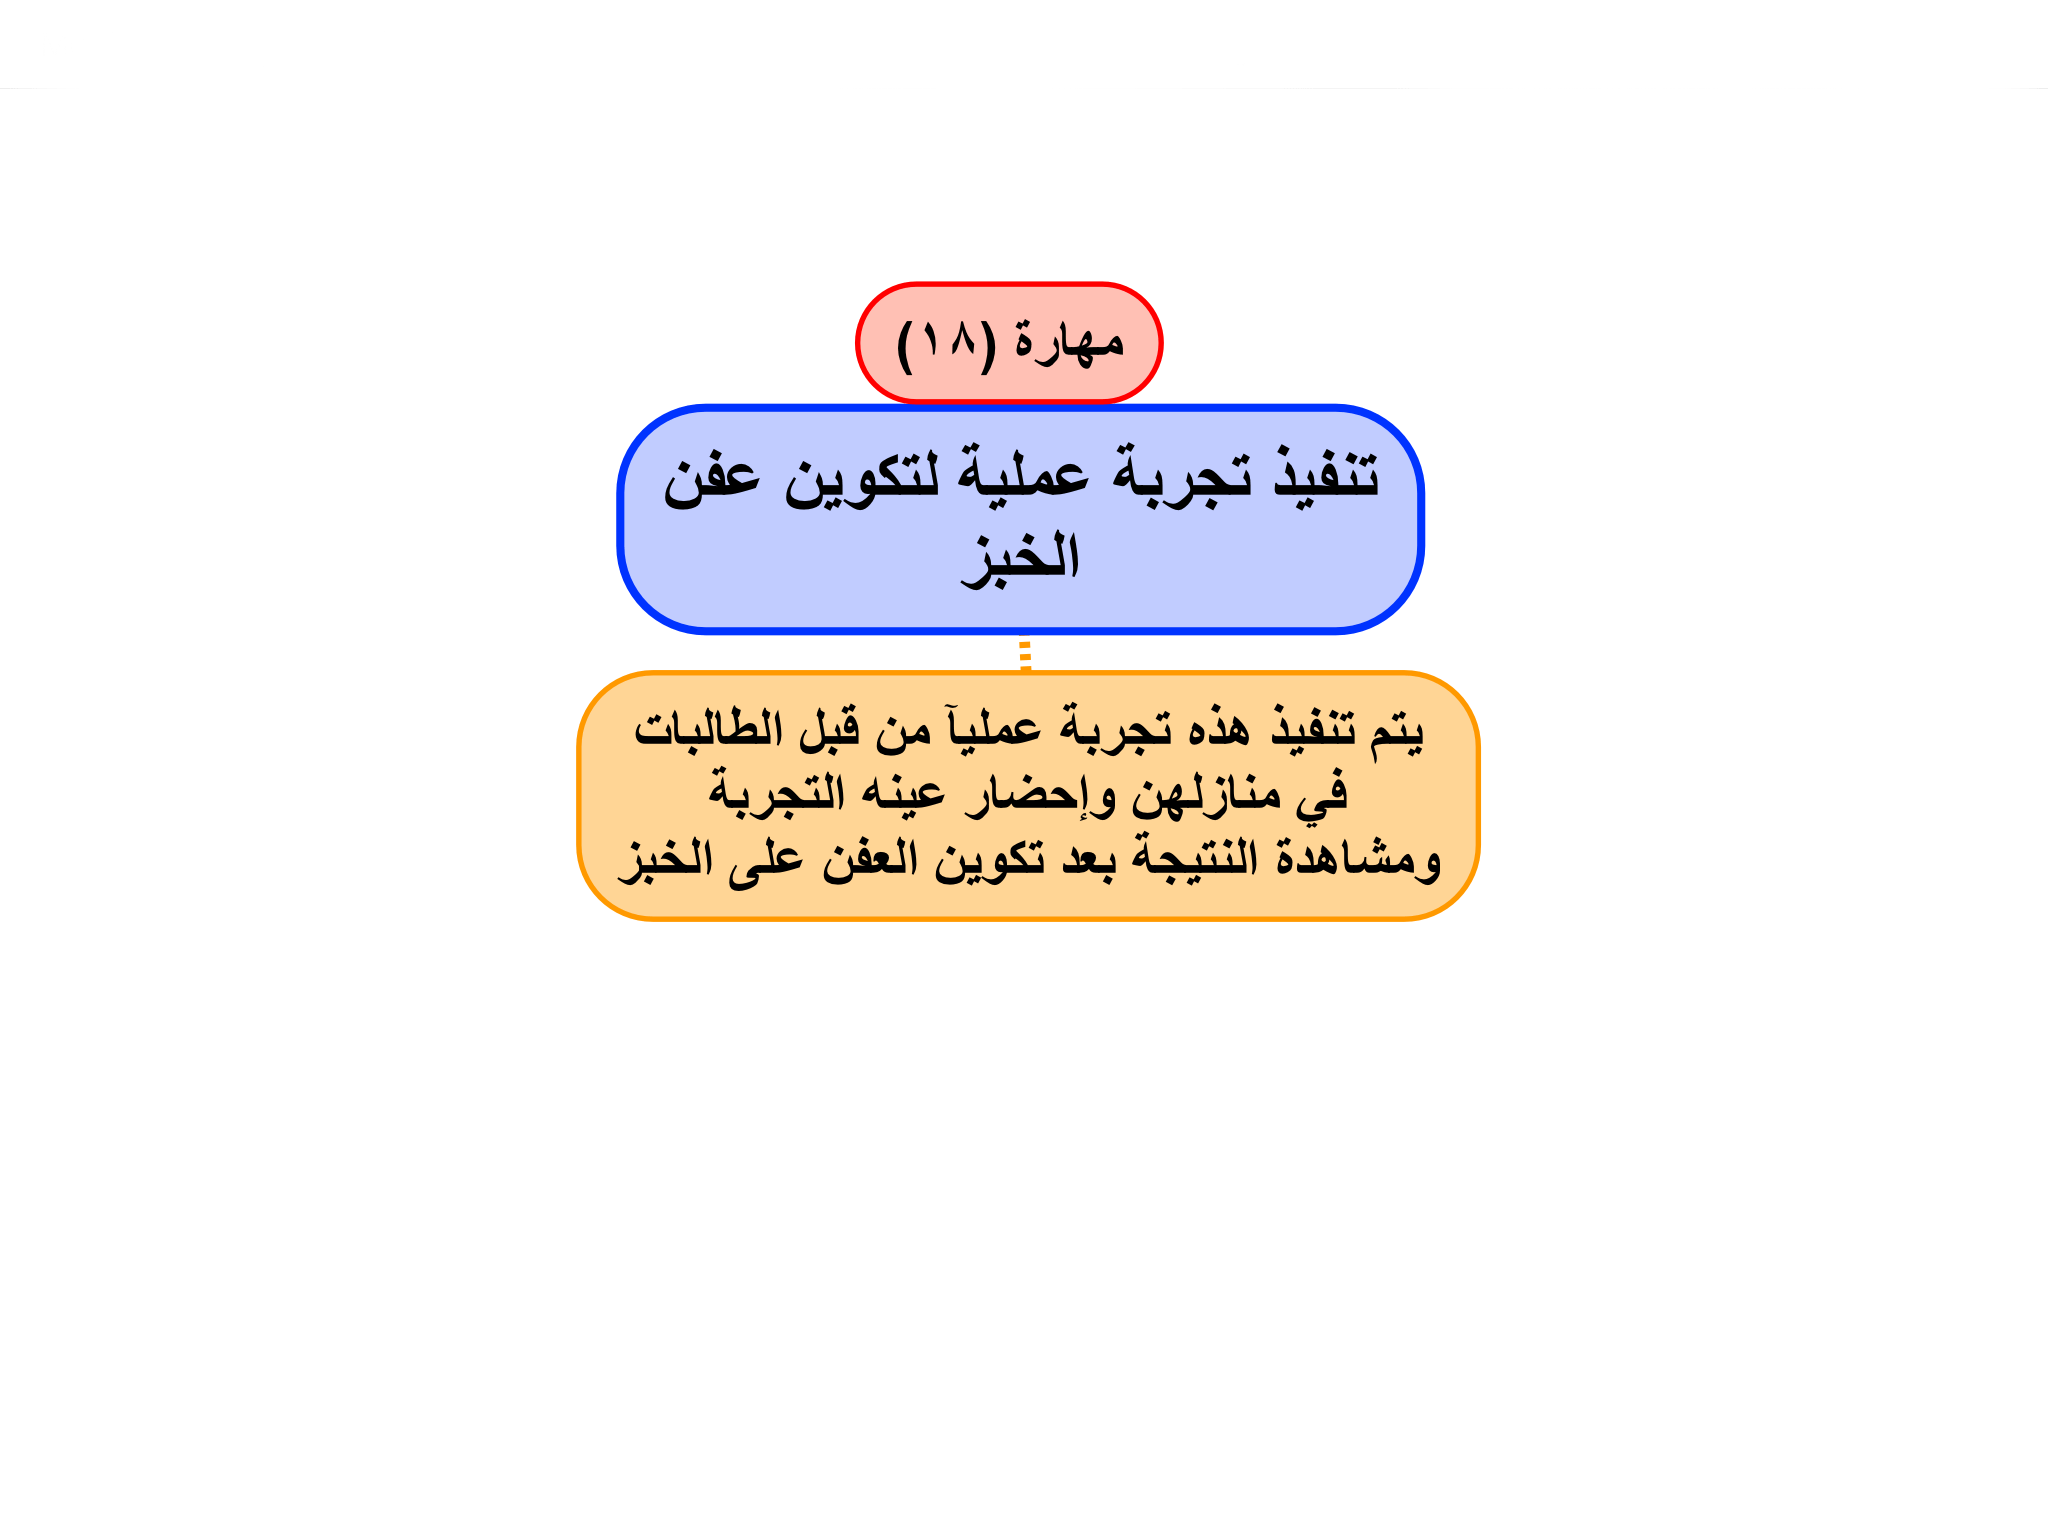 مهارة (١٨)
تنفيذ تجربة عملية لتكوين عفن
الخبز
يتم تنفيذ هذه تجربة عمليآ من قبل الطالبات
في منازلهن وإحضار عينه التجربة
ومشاهدة النتيجة بعد تكوين العفن على الخبز